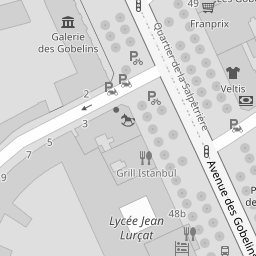 49
Franprix
Galerie
des Gobelins
Quartier de la Salpêtrière
Veltis
2
3
5
7
9
Grill Istanbul
Avenue des Gobelins
48b
Lycée Jean
Lurçat